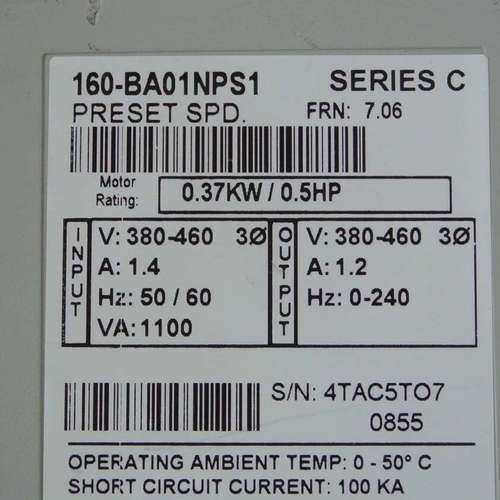 160-BA01NPS1 SERIES C
PRESET SPD. FRN: 7.06
Motor Rating: 0.37KW / 0.5HP
INPUT
V: 380-460 3Ø
A: 1.4
Hz: 50 / 60
VA: 1100
OUTPUT
V: 380-460 3Ø
A: 1.2
Hz: 0-240
S/N: 4TAC5TO7
0855
OPERATING AMBIENT TEMP: 0 - 50° C
SHORT CIRCUIT CURRENT: 100 KA